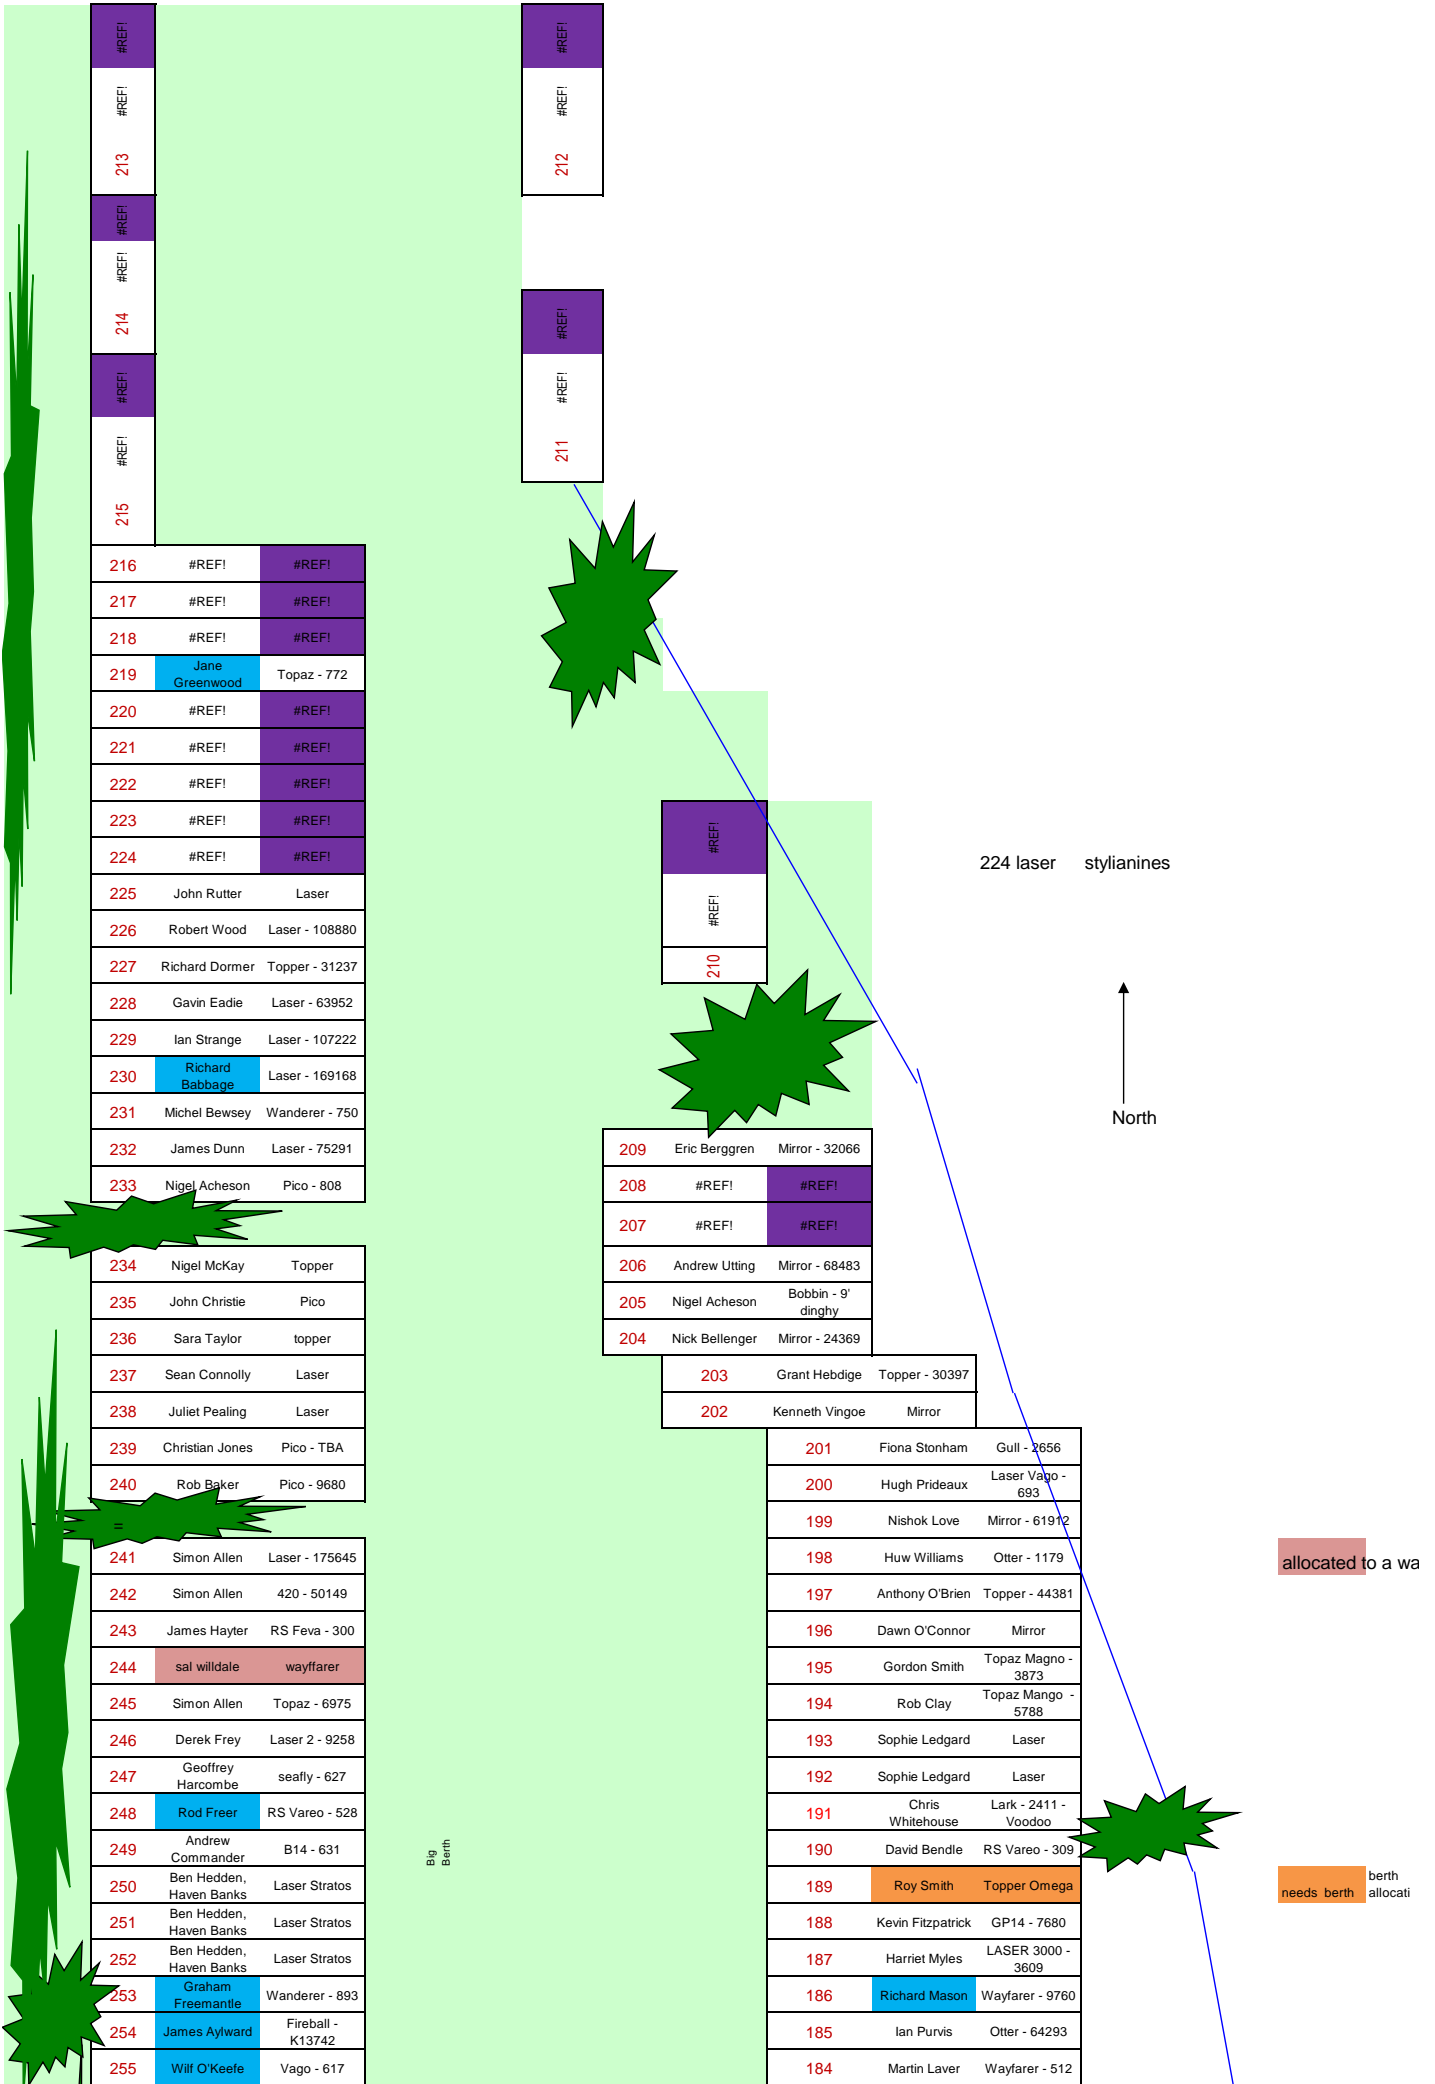 #REF!
#REF!
213
#REF!
#REF!
212
#REF!
#REF!
214
#REF!
#REF!
211
#REF!
#REF!
215
216 #REF! #REF!
217 #REF! #REF!
218 #REF! #REF!
219 Jane Greenwood Topaz - 772
220 #REF! #REF!
221 #REF! #REF!
222 #REF! #REF!
223 #REF! #REF!
224 #REF! #REF!
225 John Rutter Laser
226 Robert Wood Laser - 108880
227 Richard Dormer Topper - 31237
228 Gavin Eadie Laser - 63952
229 Ian Strange Laser - 107222
230 Richard Babbage Laser - 169168
231 Michel Bewsey Wanderer - 750
232 James Dunn Laser - 75291
233 Nigel Acheson Pico - 808
234 Nigel McKay Topper
235 John Christie Pico
236 Sara Taylor topper
237 Sean Connolly Laser
238 Juliet Pealing Laser
239 Christian Jones Pico - TBA
240 Rob Baker Pico - 9680
=
241 Simon Allen Laser - 175645
242 Simon Allen 420 - 50149
243 James Hayter RS Feva - 300
244 sal willdale wayffarer
245 Simon Allen Topaz - 6975
246 Derek Frey Laser 2 - 9258
247 Geoffrey Harcombe seafly - 627
248 Rod Freer RS Vareo - 528
249 Andrew Commander B14 - 631
250 Ben Hedden, Haven Banks Laser Stratos
251 Ben Hedden, Haven Banks Laser Stratos
252 Ben Hedden, Haven Banks Laser Stratos
253 Graham Freemantle Wanderer - 893
254 James Aylward Fireball - K13742
255 Wilf O'Keefe Vago - 617
Big
Berth
#REF!
#REF!
210
209 Eric Berggren Mirror - 32066
208 #REF! #REF!
207 #REF! #REF!
206 Andrew Utting Mirror - 68483
205 Nigel Acheson Bobbin - 9' dinghy
204 Nick Bellenger Mirror - 24369
203 Grant Hebdige Topper - 30397
202 Kenneth Vingoe Mirror
201 Fiona Stonham Gull - 2656
200 Hugh Prideaux Laser Vago - 693
199 Nishok Love Mirror - 61912
198 Huw Williams Otter - 1179
197 Anthony O'Brien Topper - 44381
196 Dawn O'Connor Mirror
195 Gordon Smith Topaz Magno - 3873
194 Rob Clay Topaz Mango - 5788
193 Sophie Ledgard Laser
192 Sophie Ledgard Laser
191 Chris Whitehouse Lark - 2411 - Voodoo
190 David Bendle RS Vareo - 309
189 Roy Smith Topper Omega
188 Kevin Fitzpatrick GP14 - 7680
187 Harriet Myles LASER 3000 - 3609
186 Richard Mason Wayfarer - 9760
185 Ian Purvis Otter - 64293
184 Martin Laver Wayfarer - 512
224 laser stylianines
North
allocated to a wa
needs berth
berth
allocati